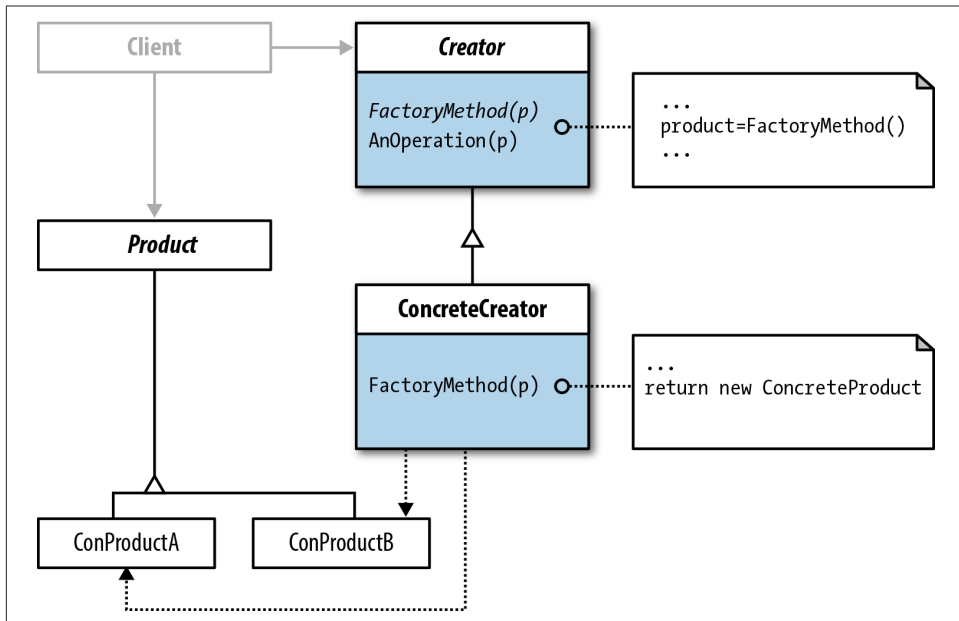 Client
Creator
FactoryMethod(p)
AnOperation(p)
...
product=FactoryMethod()
...
Product
ConcreteCreator
FactoryMethod(p)
...
return new ConcreteProduct
ConProductA
ConProductB